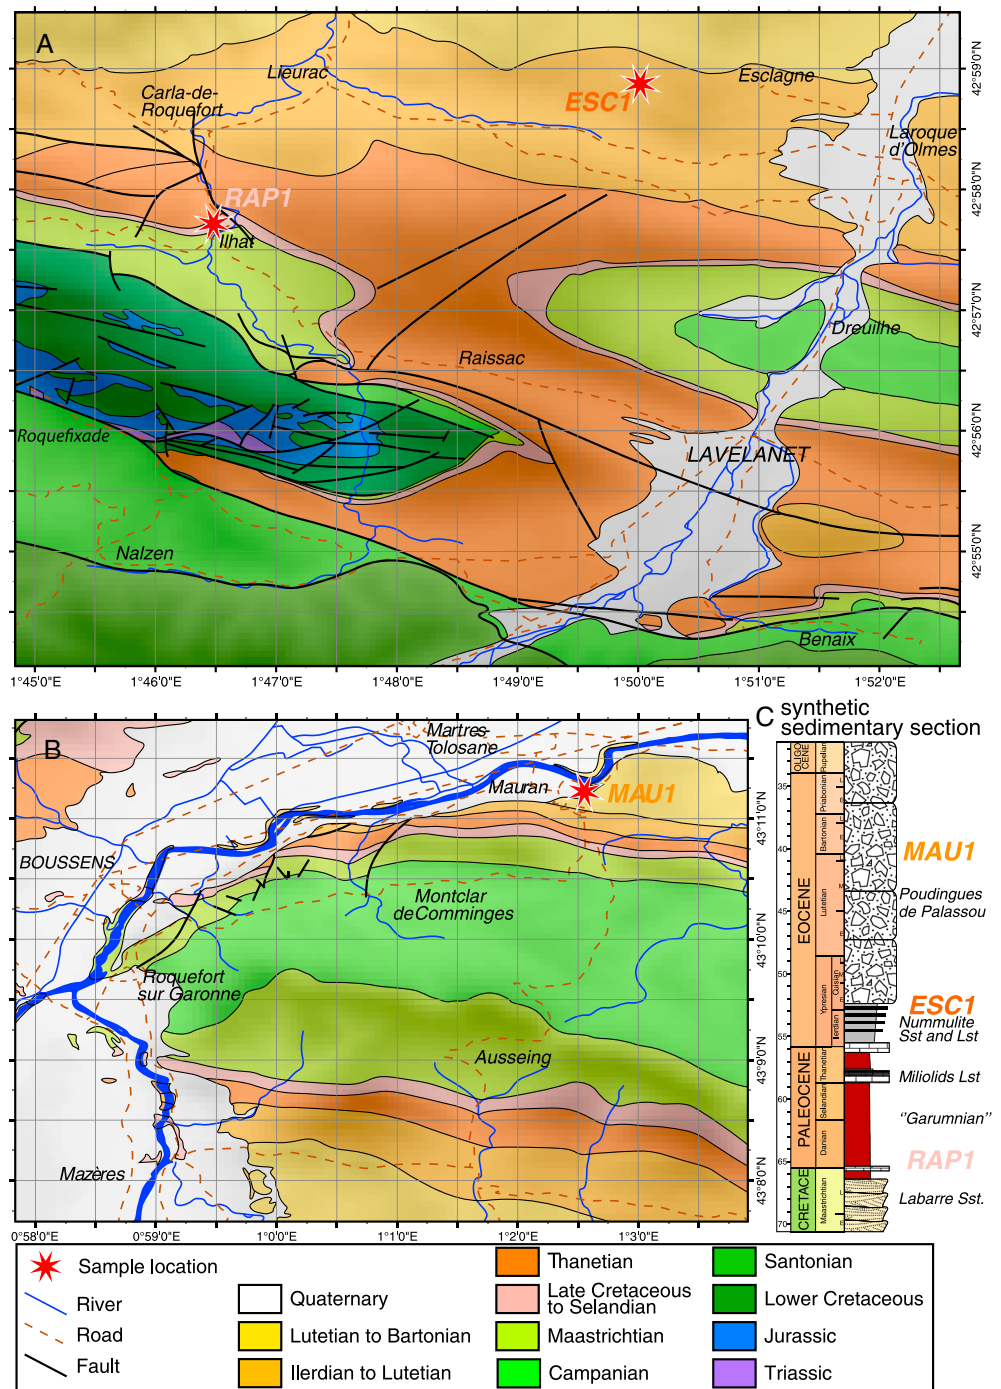 A
Lieurac
Carla-de-
Roquefort
ESC1
Esclagne
Laroque
d'Olmes
RAP1
Ilhat
Raissac
Dreuilhe
Roquefixade
LAVELANET
Nalzen
Benaix
42°59'0"N
42°58'0"N
42°57'0"N
42°56'0"N
42°55'0"N
1°45'0"E
1°46'0"E
1°47'0"E
1°48'0"E
1°49'0"E
1°50'0"E
1°51'0"E
1°52'0"E
B
Martres-
Tolosane
Mauran
MAU1
BOUSSENS
Montclar
de Comminges
Roquefort
sur Garonne
Ausseing
Mazères
43°11'0"N
43°10'0"N
43°9'0"N
43°8'0"N
0°58'0"E
0°59'0"E
1°0'0"E
1°1'0"E
1°2'0"E
1°3'0"E
C synthetic
sedimentary section
OLIGO
CENE
Rupelian
35
Priabonian
Bartonian
40
EOCENE
Lutetian
45
50
Ypresian
Cuisian
Ilerdian
55
PALEOCENE
Thanetian
Selandian
60
Danian
65
CRETACE
Maastrichtian
70
MAU1
Poudingues
de Palassou
ESC1
Nummulite
Sst and Lst
Miliolids Lst
''Garumnian''
RAP1
Labarre Sst.
Sample location
River
Road
Fault
Quaternary
Lutetian to Bartonian
Ilerdian to Lutetian
Thanetian
Late Cretaceous
to Selandian
Maastrichtian
Campanian
Santonian
Lower Cretaceous
Jurassic
Triassic